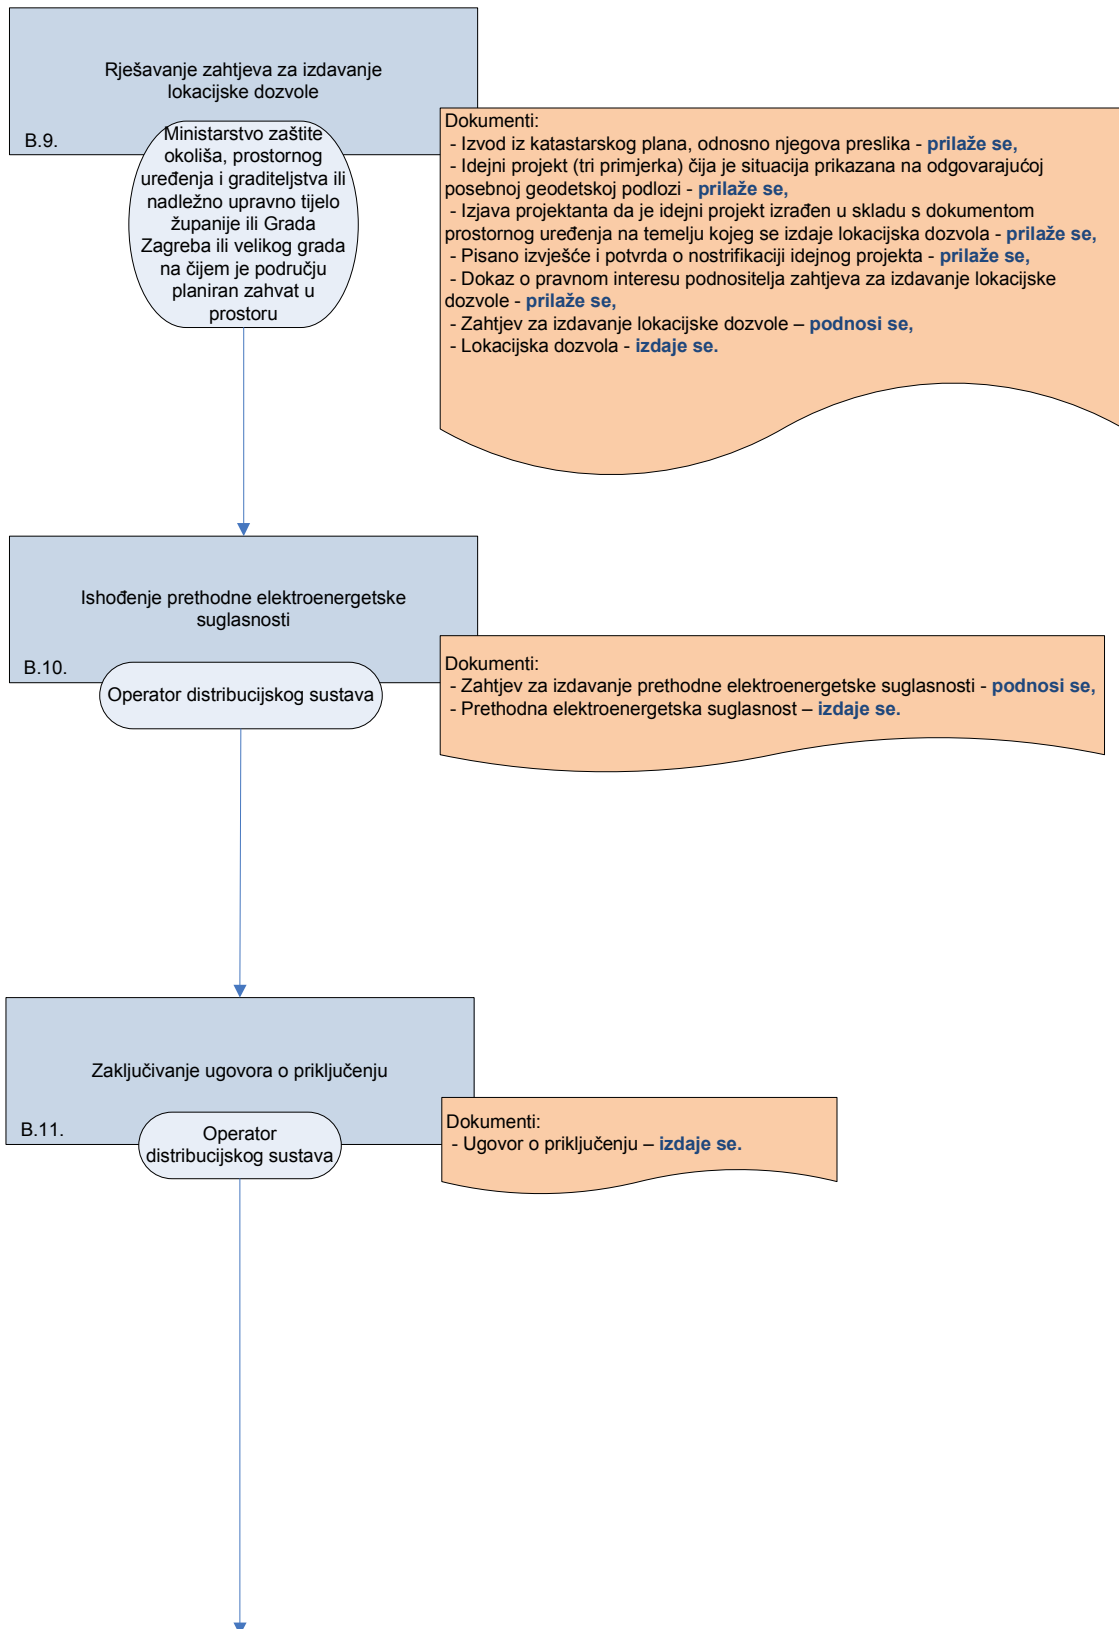 Rješavanje zahtjeva za izdavanje
lokacijske dozvole
B.9.
Ministarstvo zaštite
okoliša, prostornog
uređenja i graditeljstva ili
nadležno upravno tijelo
županije ili Grada
Zagreba ili velikog grada
na čijem je području
planiran zahvat u
prostoru
Dokumenti:
- Izvod iz katastarskog plana, odnosno njegova preslika - prilaže se,
- Idejni projekt (tri primjerka) čija je situacija prikazana na odgovarajućoj
posebnoj geodetskoj podlozi - prilaže se,
- Izjava projektanta da je idejni projekt izrađen u skladu s dokumentom
prostornog uređenja na temelju kojeg se izdaje lokacijska dozvola - prilaže se,
- Pisano izvješće i potvrda o nostrifikaciji idejnog projekta - prilaže se,
- Dokaz o pravnom interesu podnositelja zahtjeva za izdavanje lokacijske
dozvole - prilaže se,
- Zahtjev za izdavanje lokacijske dozvole – podnosi se,
- Lokacijska dozvola - izdaje se.
Ishođenje prethodne elektroenergetske
suglasnosti
B.10.
Operator distribucijskog sustava
Dokumenti:
- Zahtjev za izdavanje prethodne elektroenergetske suglasnosti - podnosi se,
- Prethodna elektroenergetska suglasnost – izdaje se.
Zaključivanje ugovora o priključenju
B.11.
Operator
distribucijskog sustava
Dokumenti:
- Ugovor o priključenju – izdaje se.